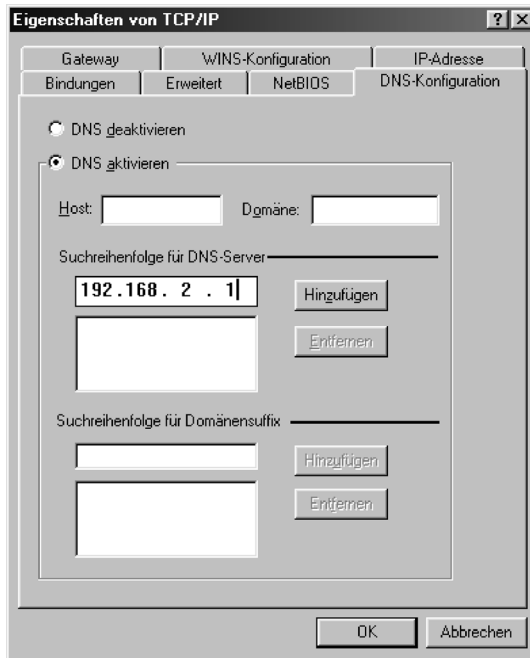 Eigenschaften von TCP/IP
Gateway WINS-Konfiguration IP-Adresse
Bindungen Erweitert NetBIOS DNS-Konfiguration
DNS deaktivieren
DNS aktivieren
Host: Domäne:
Suchreihenfolge für DNS-Server
192.168. 2 . 1 Hinzufügen
Entfernen
Suchreihenfolge für Domänensuffix
Hinzufügen
Entfernen
OK Abbrechen